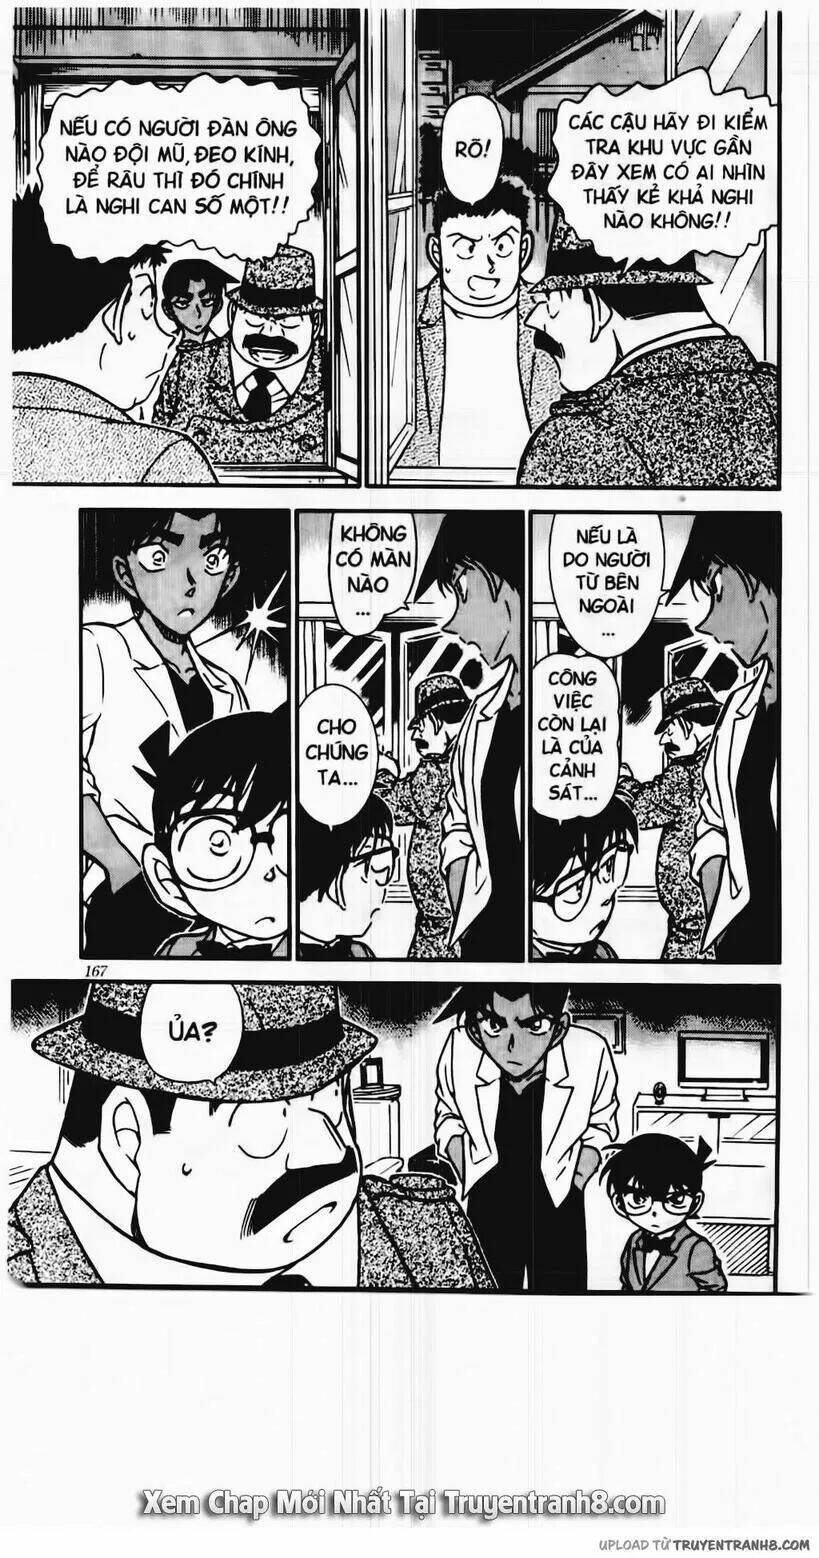 CÁC CẬU HÃY ĐI KIỂM
TRA KHU VỰC GẦN
ĐÂY XEM CÓ AI NHÌN
THẤY KẺ KHẢ NGHI
NÀO KHÔNG!!
RÕ!
NẾU CÓ NGƯỜI ĐÀN ÔNG
NÀO ĐỘI MŨ, ĐEO KÍNH,
ĐỂ RÂU THÌ ĐÓ CHÍNH
LÀ NGHI CAN SỐ MỘT!!
NẾU LÀ
DO NGƯỜI
TỪ BÊN
NGOÀI
...
CÔNG
VIỆC
CÒN LẠI
LÀ CỦA
CẢNH
SÁT...
KHÔNG
CÓ MÀN
NÀO
...
CHO
CHÚNG
TA...
167
ỦA?
Xem Chap Mới Nhất Tại Truyentranh8.com
UPLOAD TỪ TRUYENTRANH8.COM